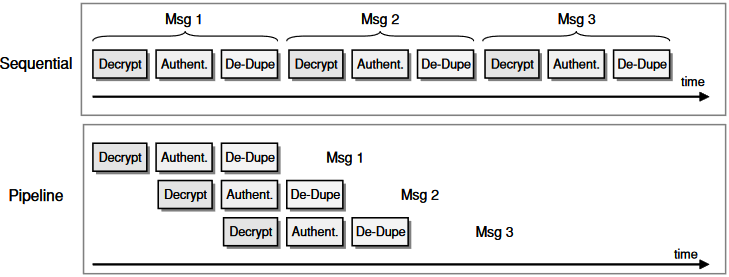 Msg 1 Msg 2 Msg 3
Sequential Decrypt Authent. De-Dupe Decrypt Authent. De-Dupe Decrypt Authent. De-Dupe
time
Decrypt Authent. De-Dupe Msg 1
Pipeline Decrypt Authent. De-Dupe Msg 2
Decrypt Authent. De-Dupe Msg 3
time